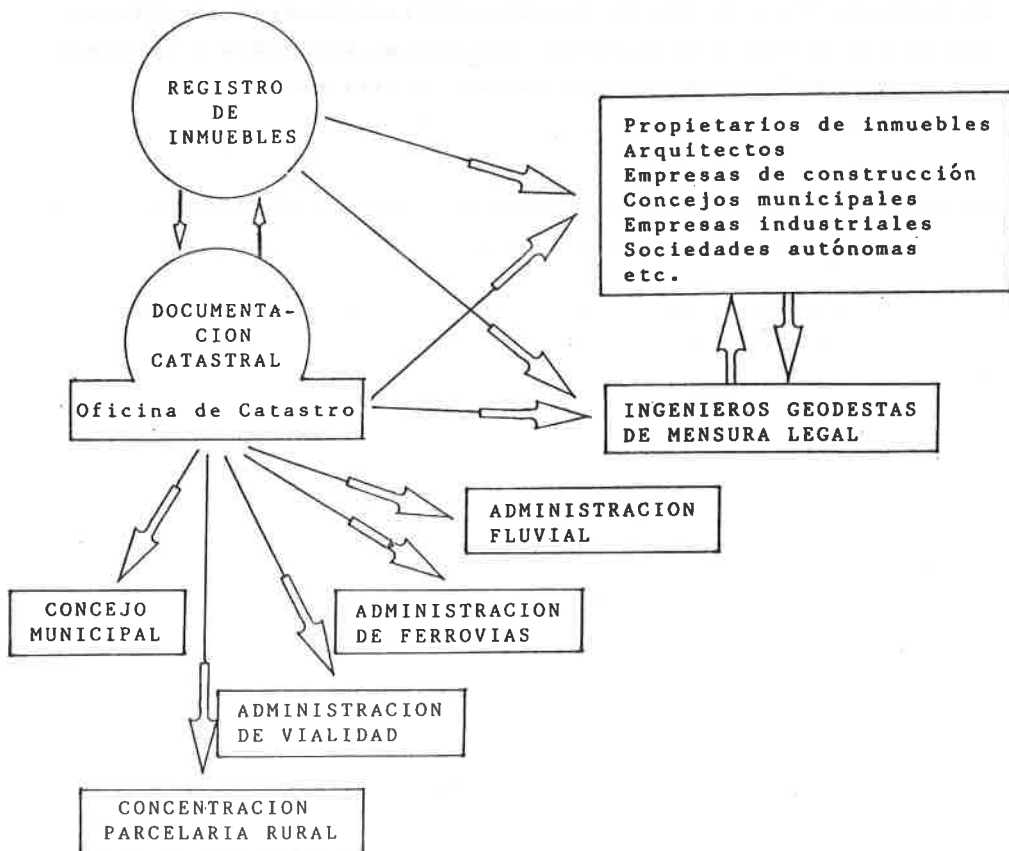 REGISTRO
DE
INMUEBLES
Propietarios de inmuebles
Arquitectos
Empresas de construcción
Concejos municipales
Empresas industriales
Sociedades autónomas
etc.
DOCUMENTA-
CION
CATASTRAL
Oficina de Catastro
INGENIEROS GEODESTAS
DE MENSURA LEGAL
ADMINISTRACION
FLUVIAL
CONCEJO
MUNICIPAL
ADMINISTRACION
DE FERROVIAS
ADMINISTRACION
DE VIALIDAD
CONCENTRACION
PARCELARIA RURAL